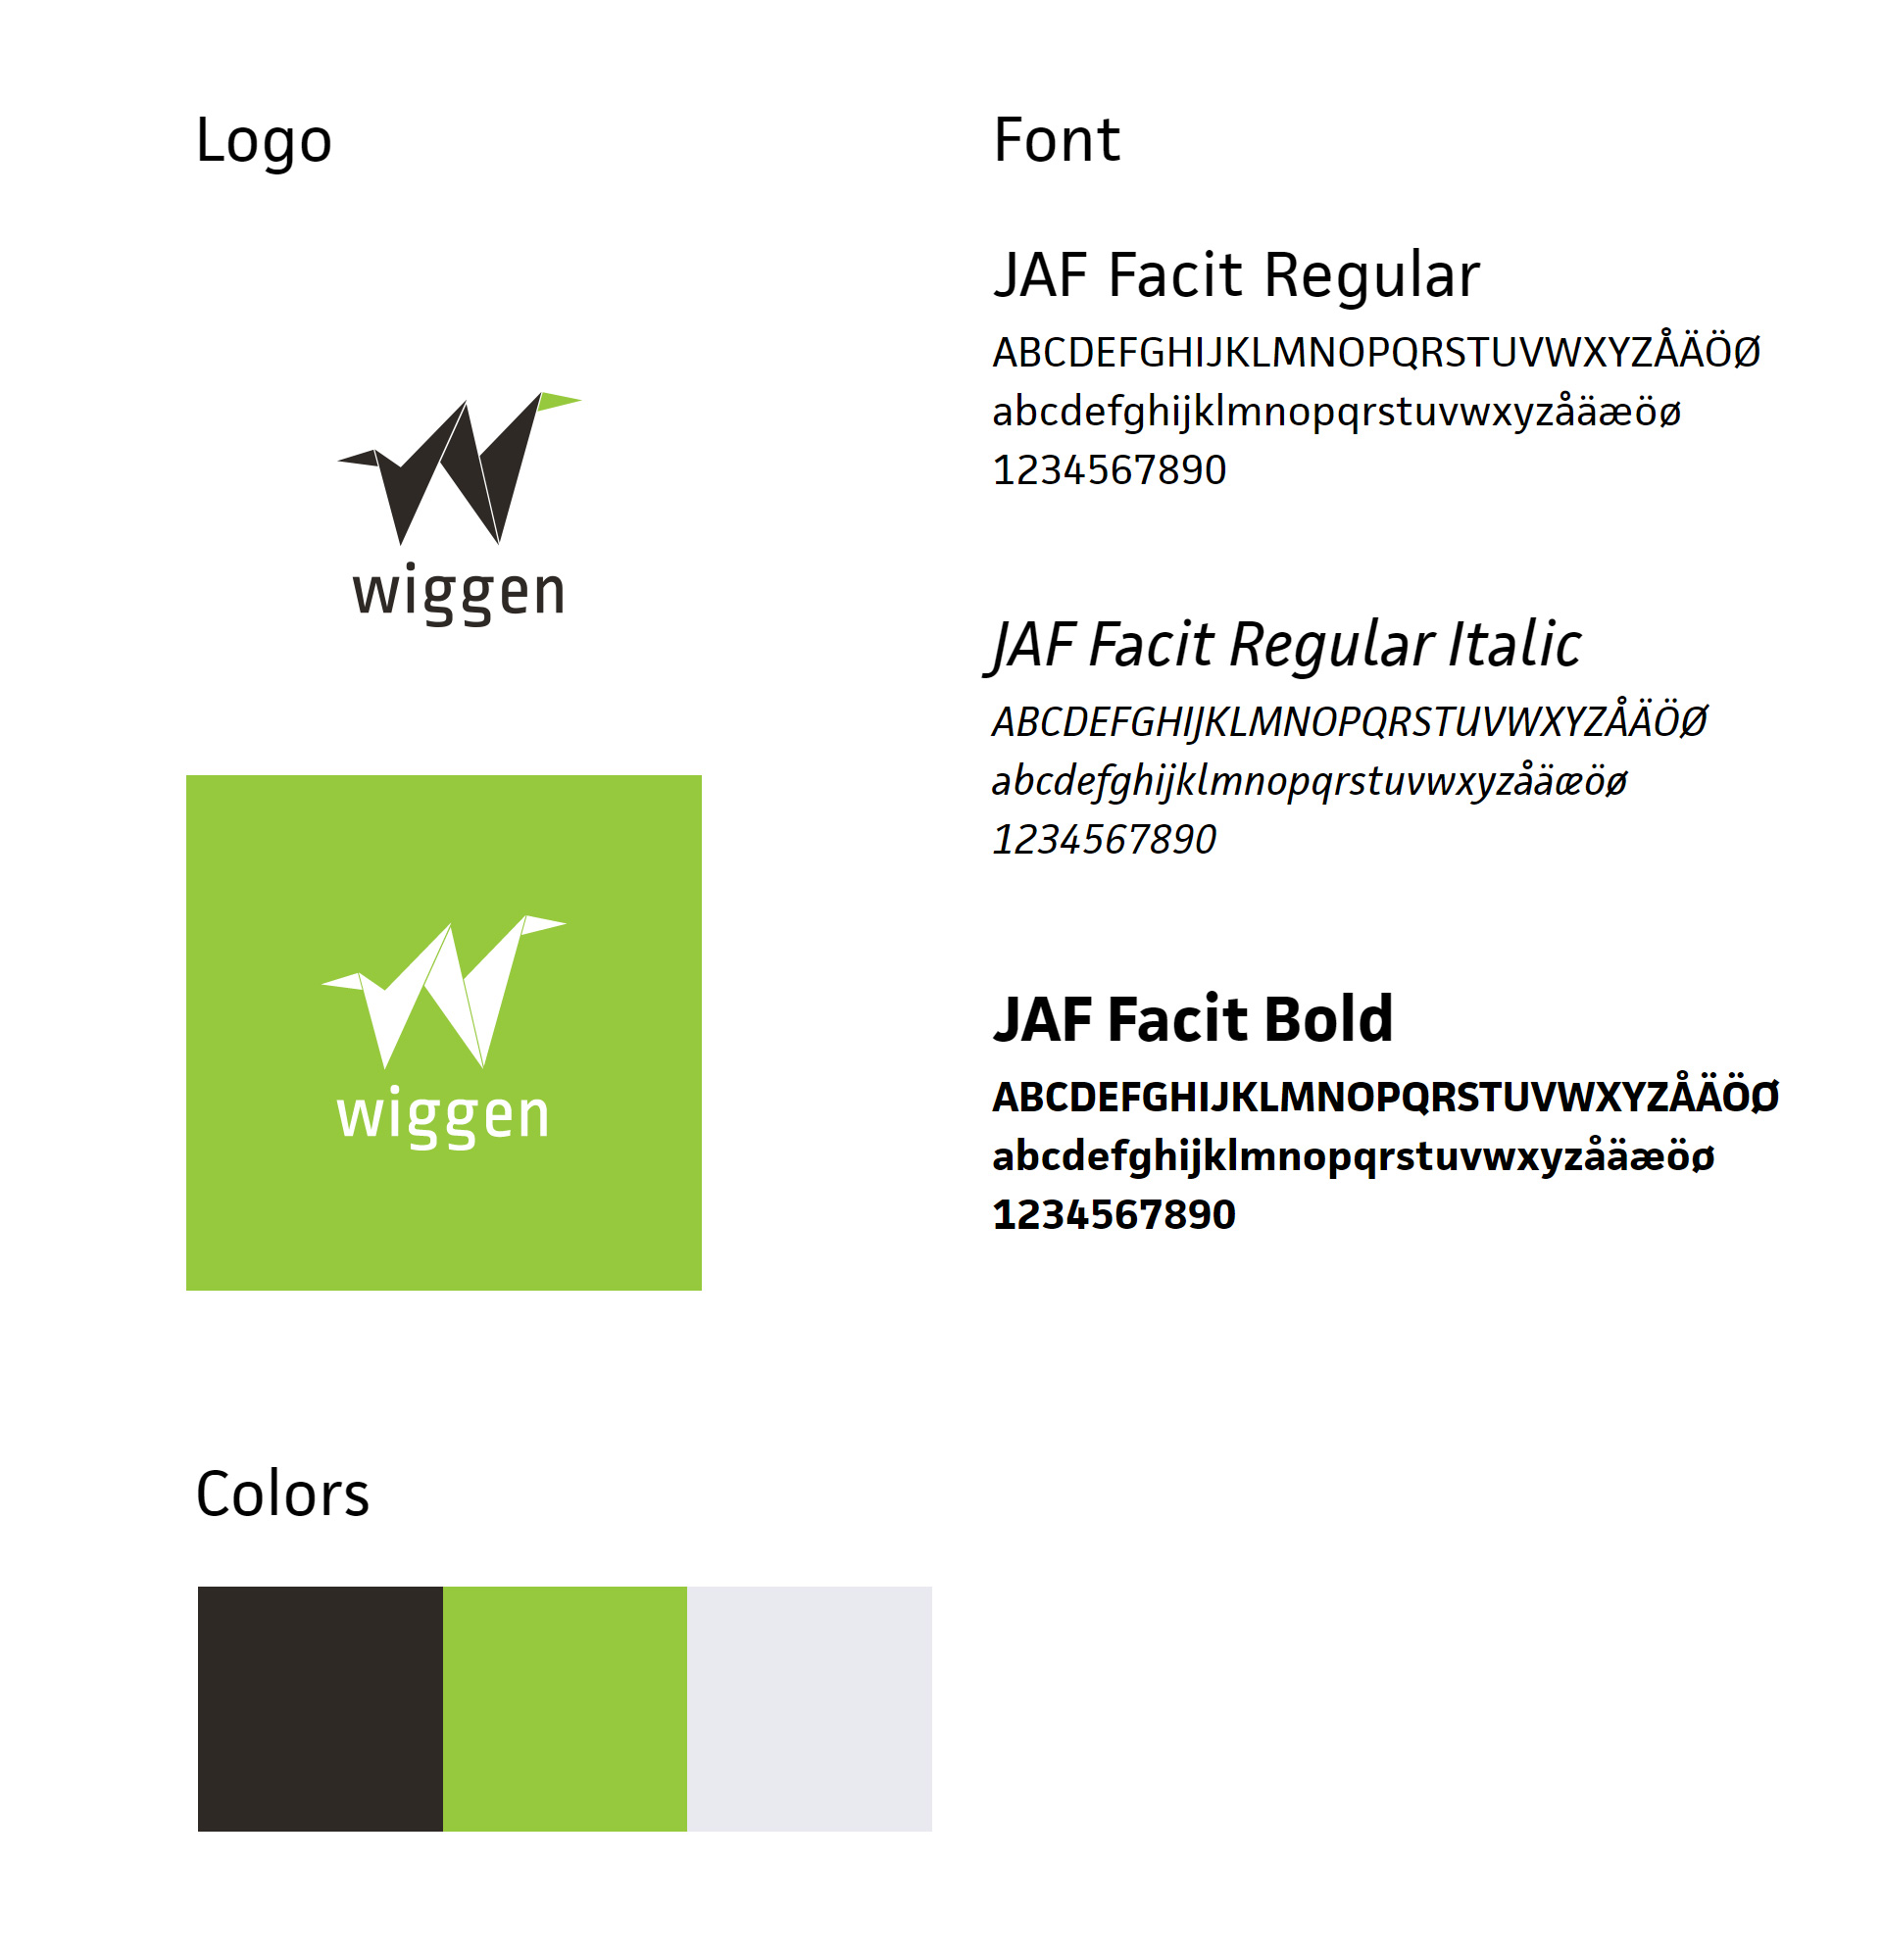 Logo
wiggen
wiggen
Colors
Font
JAF Facit Regular
ABCDEFGHIJKLMNOPQRSTUVWXYZÅÄÖØ
abcdefghijklmnopqrstuvwxyzåäæöø
1234567890
JAF Facit Regular Italic
ABCDEFGHIJKLMNOPQRSTUVWXYZÅÄÖØ
abcdefghijklmnopqrstuvwxyzåäæöø
1234567890
JAF Facit Bold
ABCDEFGHIJKLMNOPQRSTUVWXYZÅÄÖØ
abcdefghijklmnopqrstuvwxyzåäæöø
1234567890